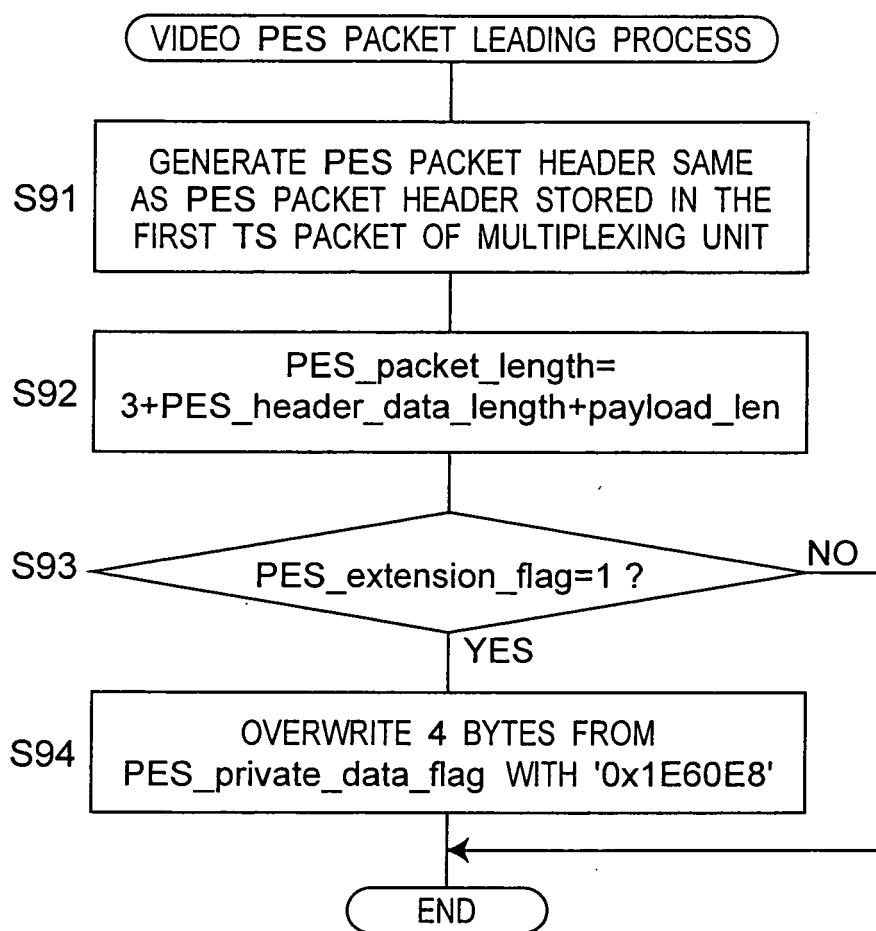 VIDEO PES PACKET LEADING PROCESS
S91
GENERATE PES PACKET HEADER SAME
AS PES PACKET HEADER STORED IN THE
FIRST TS PACKET OF MULTIPLEXING UNIT
S92
PES_packet_length=
3+PES_header_data_length+payload_len
S93
PES_extension_flag=1 ?
NO
YES
S94
OVERWRITE 4 BYTES FROM
PES_private_data_flag WITH '0x1E60E8'
END